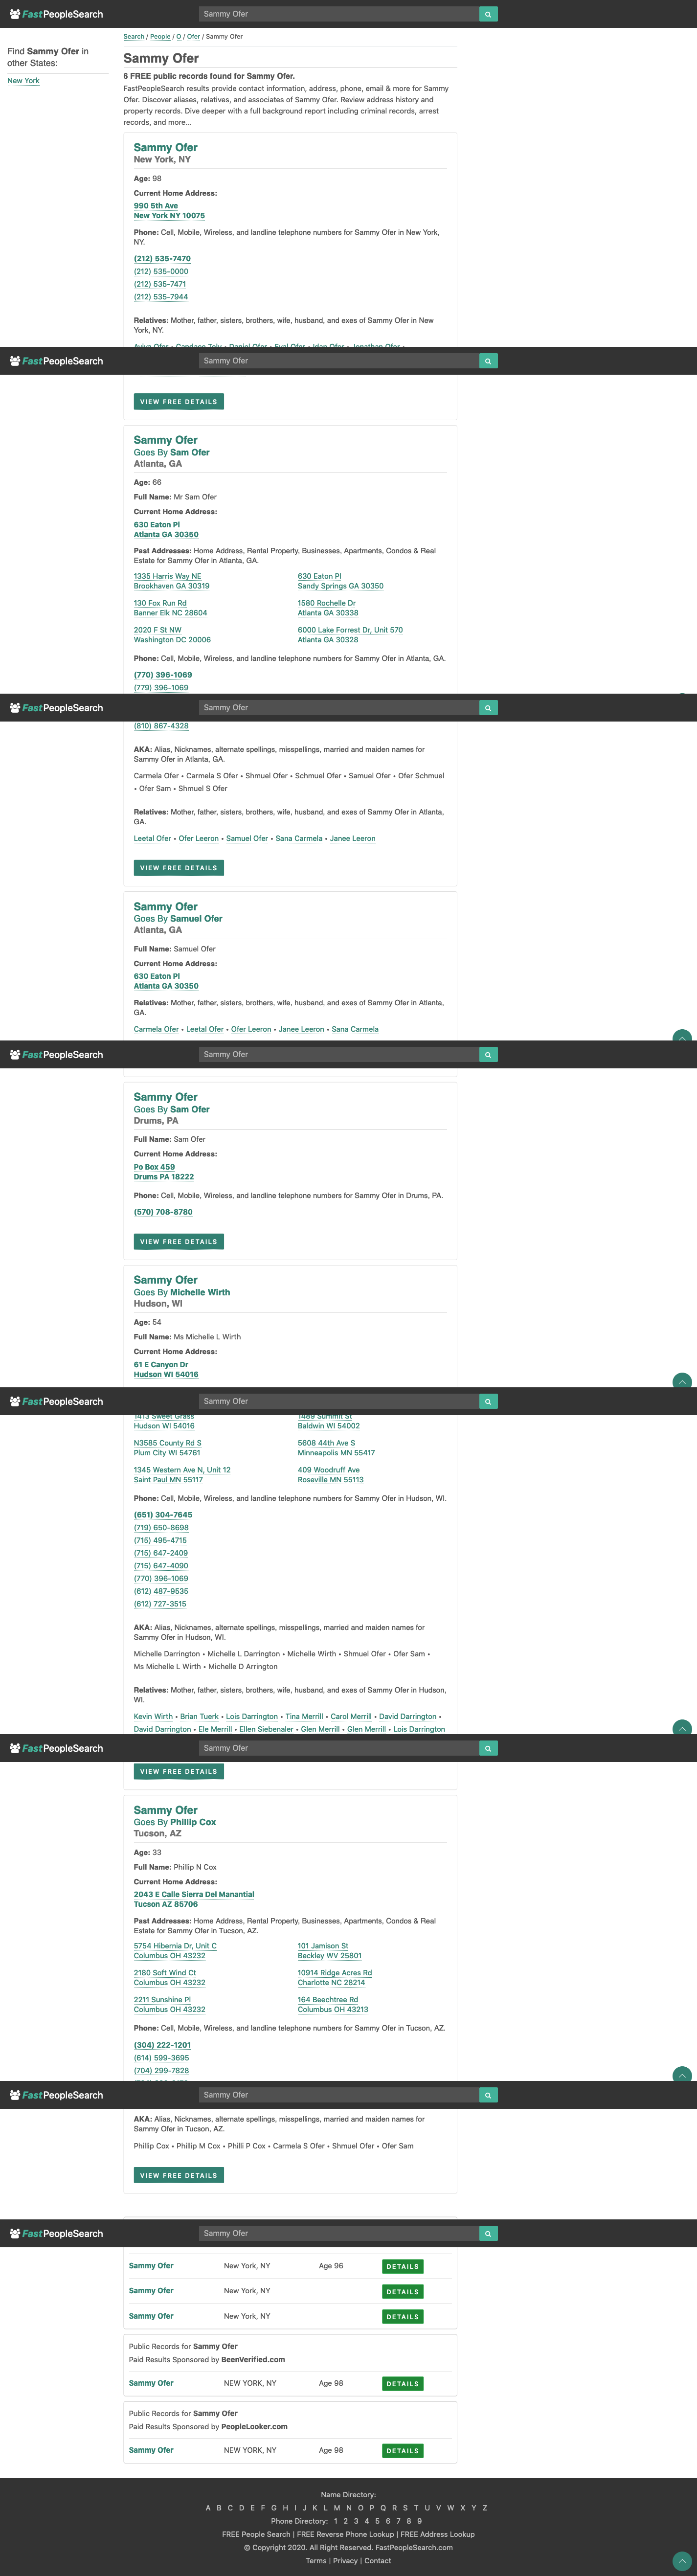 FastPeopleSearch
Sammy Ofer
Find Sammy Ofer in
other States:
New York
Search / People / O / Ofer / Sammy Ofer
Sammy Ofer
6 FREE public records found for Sammy Ofer.
FastPeopleSearch results provide contact information, address, phone, email & more for Sammy
Ofer. Discover aliases, relatives, and associates of Sammy Ofer. Review address history and
property records. Dive deeper with a full background report including criminal records, arrest
records, and more...
Sammy Ofer
New York, NY
Age: 98
Current Home Address:
990 5th Ave
New York NY 10075
Phone: Cell, Mobile, Wireless, and landline telephone numbers for Sammy Ofer in New York,
NY.
(212) 535-7470
(212) 535-0000
(212) 535-7471
(212) 535-7944
Relatives: Mother, father, sisters, brothers, wife, husband, and exes of Sammy Ofer in New
York, NY.
Aviva Ofer • Candace Tely • Daniel Ofer • Eyal Ofer • Idan Ofer • Jonathan Ofer •
FastPeopleSearch
Sammy Ofer
VIEW FREE DETAILS
Sammy Ofer
Goes By Sam Ofer
Atlanta, GA
Age: 66
Full Name: Mr Sam Ofer
Current Home Address:
630 Eaton Pl
Atlanta GA 30350
Past Addresses: Home Address, Rental Property, Businesses, Apartments, Condos & Real
Estate for Sammy Ofer in Atlanta, GA.
1335 Harris Way NE
Brookhaven GA 30319
630 Eaton Pl
Sandy Springs GA 30350
130 Fox Run Rd
Banner Elk NC 28604
1580 Rochelle Dr
Atlanta GA 30338
2020 F St NW
Washington DC 20006
6000 Lake Forrest Dr, Unit 570
Atlanta GA 30328
Phone: Cell, Mobile, Wireless, and landline telephone numbers for Sammy Ofer in Atlanta, GA.
(770) 396-1069
(779) 396-1069
FastPeopleSearch
Sammy Ofer
(810) 867-4328
AKA: Alias, Nicknames, alternate spellings, misspellings, married and maiden names for
Sammy Ofer in Atlanta, GA.
Carmela Ofer • Carmela S Ofer • Shmuel Ofer • Schmuel Ofer • Samuel Ofer • Ofer Schmuel
• Ofer Sam • Shmuel S Ofer
Relatives: Mother, father, sisters, brothers, wife, husband, and exes of Sammy Ofer in Atlanta,
GA.
Leetal Ofer • Ofer Leeron • Samuel Ofer • Sana Carmela • Janee Leeron
VIEW FREE DETAILS
Sammy Ofer
Goes By Samuel Ofer
Atlanta, GA
Full Name: Samuel Ofer
Current Home Address:
630 Eaton Pl
Atlanta GA 30350
Relatives: Mother, father, sisters, brothers, wife, husband, and exes of Sammy Ofer in Atlanta,
GA.
Carmela Ofer • Leetal Ofer • Ofer Leeron • Janee Leeron • Sana Carmela
FastPeopleSearch
Sammy Ofer
Sammy Ofer
Goes By Sam Ofer
Drums, PA
Full Name: Sam Ofer
Current Home Address:
Po Box 459
Drums PA 18222
Phone: Cell, Mobile, Wireless, and landline telephone numbers for Sammy Ofer in Drums, PA.
(570) 708-8780
VIEW FREE DETAILS
Sammy Ofer
Goes By Michelle Wirth
Hudson, WI
Age: 54
Full Name: Ms Michelle L Wirth
Current Home Address:
61 E Canyon Dr
Hudson WI 54016
FastPeopleSearch
Sammy Ofer
1413 Sweet Grass
Hudson WI 54016
1489 Summit St
Baldwin WI 54002
N3585 County Rd S
Plum City WI 54761
5608 44th Ave S
Minneapolis MN 55417
1345 Western Ave N, Unit 12
Saint Paul MN 55117
409 Woodruff Ave
Roseville MN 55113
Phone: Cell, Mobile, Wireless, and landline telephone numbers for Sammy Ofer in Hudson, WI.
(651) 304-7645
(719) 650-8698
(715) 495-4715
(715) 647-2409
(715) 647-4090
(770) 396-1069
(612) 487-9535
(612) 727-3515
AKA: Alias, Nicknames, alternate spellings, misspellings, married and maiden names for
Sammy Ofer in Hudson, WI.
Michelle Darrington • Michelle L Darrington • Michelle Wirth • Shmuel Ofer • Ofer Sam •
Ms Michelle L Wirth • Michelle D Arrington
Relatives: Mother, father, sisters, brothers, wife, husband, and exes of Sammy Ofer in Hudson,
WI.
Kevin Wirth • Brian Tuerk • Lois Darrington • Tina Merrill • Carol Merrill • David Darrington •
David Darrington • Ele Merrill • Ellen Siebenaler • Glen Merrill • Glen Merrill • Lois Darrington
FastPeopleSearch
Sammy Ofer
VIEW FREE DETAILS
Sammy Ofer
Goes By Phillip Cox
Tucson, AZ
Age: 33
Full Name: Phillip N Cox
Current Home Address:
2043 E Calle Sierra Del Manantial
Tucson AZ 85706
Past Addresses: Home Address, Rental Property, Businesses, Apartments, Condos & Real
Estate for Sammy Ofer in Tucson, AZ.
5754 Hibernia Dr, Unit C
Columbus OH 43232
101 Jamison St
Beckley WV 25801
2180 Soft Wind Ct
Columbus OH 43232
10914 Ridge Acres Rd
Charlotte NC 28214
2211 Sunshine Pl
Columbus OH 43232
164 Beechtree Rd
Columbus OH 43213
Phone: Cell, Mobile, Wireless, and landline telephone numbers for Sammy Ofer in Tucson, AZ.
(304) 222-1201
(614) 599-3695
(704) 299-7828
FastPeopleSearch
Sammy Ofer
AKA: Alias, Nicknames, alternate spellings, misspellings, married and maiden names for
Sammy Ofer in Tucson, AZ.
Phillip Cox • Phillip M Cox • Philli P Cox • Carmela S Ofer • Shmuel Ofer • Ofer Sam
VIEW FREE DETAILS
FastPeopleSearch
Sammy Ofer
Sammy Ofer New York, NY Age 96 DETAILS
Sammy Ofer New York, NY DETAILS
Sammy Ofer New York, NY DETAILS
Public Records for Sammy Ofer
Paid Results Sponsored by BeenVerified.com
Sammy Ofer NEW YORK, NY Age 98 DETAILS
Public Records for Sammy Ofer
Paid Results Sponsored by PeopleLooker.com
Sammy Ofer NEW YORK, NY Age 98 DETAILS
Name Directory:
A B C D E F G H I J K L M N O P Q R S T U V W X Y Z
Phone Directory: 1 2 3 4 5 6 7 8 9
FREE People Search | FREE Reverse Phone Lookup | FREE Address Lookup
© Copyright 2020. All Right Reserved. FastPeopleSearch.com
Terms | Privacy | Contact